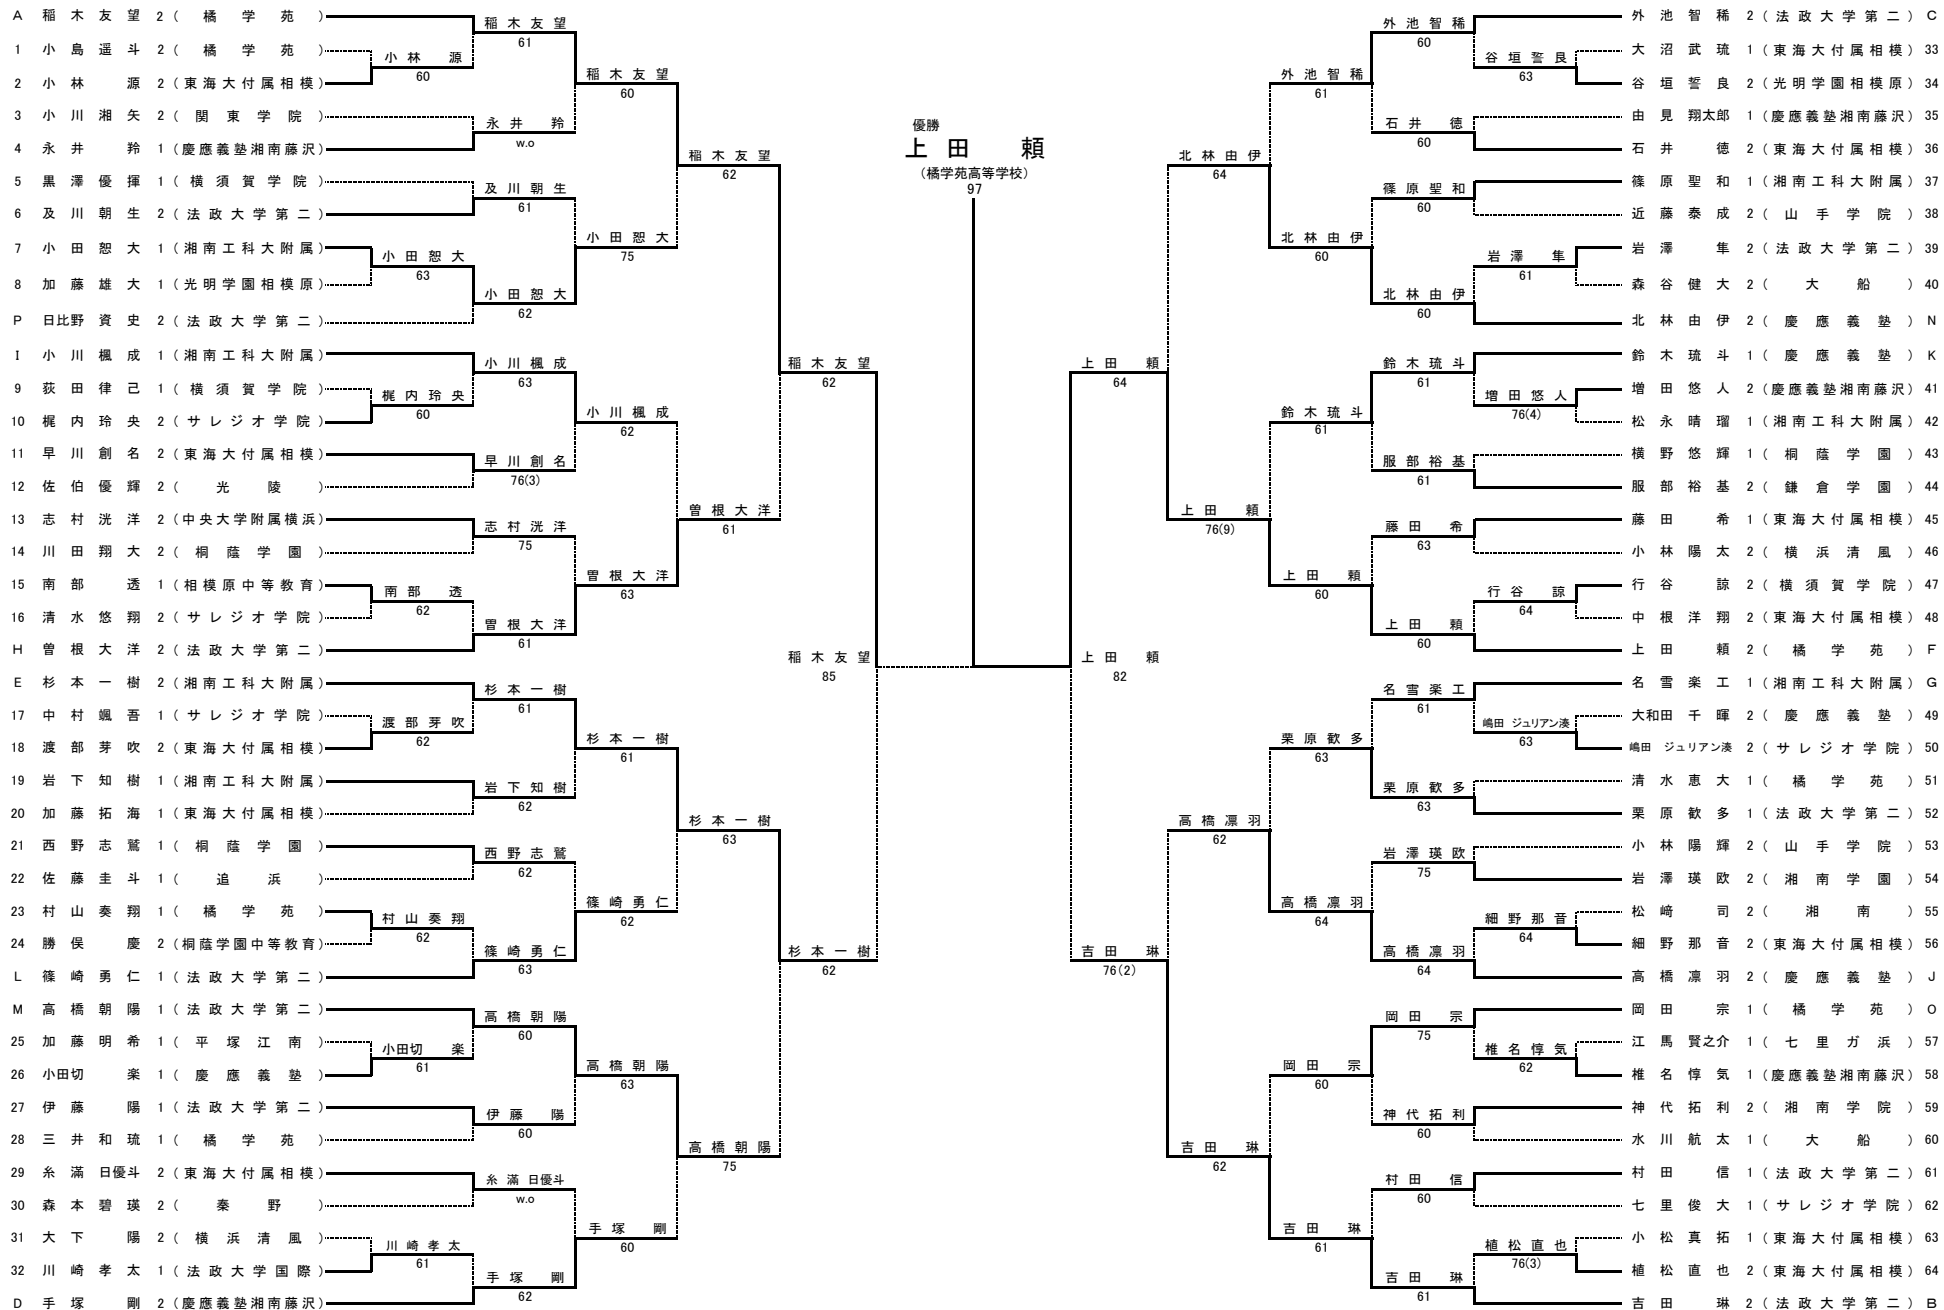 A 稲木友望 2 (橘学苑)
1 小島遥斗 2 (橘学苑)
2 小林源 2 (東海大付属相模)
3 小川湘矢 2 (関東学院)
4 永井羚 1 (慶應義塾湘南藤沢)
5 黒澤優揮 1 (横須賀学院)
6 及川朝生 2 (法政大学第二)
7 小田恕大 1 (湘南工科大附属)
8 加藤雄大 1 (光明学園相模原)
P 日比野資史 2 (法政大学第二)
I 小川楓成 1 (湘南工科大附属)
9 荻田律己 1 (横須賀学院)
10 梶内玲央 2 (サレジオ学院)
11 早川創名 2 (東海大付属相模)
12 佐伯優輝 2 (光陵)
13 志村洸洋 2 (中央大学附属横浜)
14 川田翔大 2 (桐蔭学園)
15 南部透 1 (相模原中等教育)
16 清水悠翔 2 (サレジオ学院)
H 曽根大洋 2 (法政大学第二)
E 杉本一樹 2 (湘南工科大附属)
17 中村颯吾 1 (サレジオ学院)
18 渡部芽吹 2 (東海大付属相模)
19 岩下知樹 1 (湘南工科大附属)
20 加藤拓海 1 (東海大付属相模)
21 西野志鷲 1 (桐蔭学園)
22 佐藤圭斗 1 (追浜)
23 村山奏翔 1 (橘学苑)
24 勝俣慶 2 (桐蔭学園中等教育)
L 篠崎勇仁 1 (法政大学第二)
M 高橋朝陽 1 (法政大学第二)
25 加藤明希 1 (平塚江南)
26 小田切楽 1 (慶應義塾)
27 伊藤陽 1 (法政大学第二)
28 三井和琉 1 (橘学苑)
29 糸満日優斗 2 (東海大付属相模)
30 森本碧瑛 2 (秦野)
31 大下陽 2 (横浜清風)
32 川崎孝太 1 (法政大学国際)
D 手塚剛 2 (慶應義塾湘南藤沢)
小林源
60
小田恕大
63
梶内玲央
60
南部透
62
渡部芽吹
62
村山奏翔
62
小田切楽
61
川崎孝太
61
稲木友望
61
永井羚
w.o
及川朝生
61
小田恕大
62
小川楓成
63
早川創名
76(3)
志村洸洋
75
曽根大洋
61
杉本一樹
61
岩下知樹
62
西野志鷲
62
篠崎勇仁
63
高橋朝陽
60
伊藤陽
60
糸満日優斗
w.o
手塚剛
62
稲木友望
60
小田恕大
75
小川楓成
62
曽根大洋
63
杉本一樹
61
篠崎勇仁
62
高橋朝陽
63
手塚剛
60
稲木友望
62
曽根大洋
61
杉本一樹
63
高橋朝陽
75
稲木友望
62
杉本一樹
62
稲木友望
85
優勝
上田頼
(橘学苑高等学校)
97
上田頼
82
上田頼
64
吉田琳
76(2)
北林由伊
64
上田頼
76(9)
高橋凛羽
62
吉田琳
62
外池智稀
61
北林由伊
60
鈴木琉斗
61
上田頼
60
栗原歓多
63
高橋凛羽
64
岡田宗
60
吉田琳
61
外池智稀
60
石井徳
60
篠原聖和
60
北林由伊
60
鈴木琉斗
61
服部裕基
61
藤田希
63
上田頼
60
名雪楽工
61
栗原歓多
63
岩澤瑛欧
75
高橋凛羽
64
岡田宗
75
神代拓利
60
村田信
60
吉田琳
61
谷垣誓良
63
岩澤隼
61
増田悠人
76(4)
行谷諒
64
嶋田 ジュリアン湊
63
細野那音
64
椎名惇気
62
植松直也
76(3)
外池智稀 2 (法政大学第二) C
大沼武琉 1 (東海大付属相模) 33
谷垣誓良 2 (光明学園相模原) 34
由見翔太郎 1 (慶應義塾湘南藤沢) 35
石井徳 2 (東海大付属相模) 36
篠原聖和 1 (湘南工科大附属) 37
近藤泰成 2 (山手学院) 38
岩澤隼 2 (法政大学第二) 39
森谷健大 2 (大船) 40
北林由伊 2 (慶應義塾) N
鈴木琉斗 1 (慶應義塾) K
増田悠人 2 (慶應義塾湘南藤沢) 41
松永晴瑠 1 (湘南工科大附属) 42
横野悠輝 1 (桐蔭学園) 43
服部裕基 2 (鎌倉学園) 44
藤田希 1 (東海大付属相模) 45
小林陽太 2 (横浜清風) 46
行谷諒 2 (横須賀学院) 47
中根洋翔 2 (東海大付属相模) 48
上田頼 2 (橘学苑) F
名雪楽工 1 (湘南工科大附属) G
大和田千暉 2 (慶應義塾) 49
嶋田 ジュリアン湊 2 (サレジオ学院) 50
清水恵大 1 (橘学苑) 51
栗原歓多 1 (法政大学第二) 52
小林陽輝 2 (山手学院) 53
岩澤瑛欧 2 (湘南学園) 54
松﨑司 2 (湘南) 55
細野那音 2 (東海大付属相模) 56
高橋凛羽 2 (慶應義塾) J
岡田宗 1 (橘学苑) O
江馬賢之介 1 (七里ガ浜) 57
椎名惇気 1 (慶應義塾湘南藤沢) 58
神代拓利 2 (湘南学院) 59
水川航太 1 (大船) 60
村田信 1 (法政大学第二) 61
七里俊大 1 (サレジオ学院) 62
小松真拓 1 (東海大付属相模) 63
植松直也 2 (東海大付属相模) 64
吉田琳 2 (法政大学第二) B